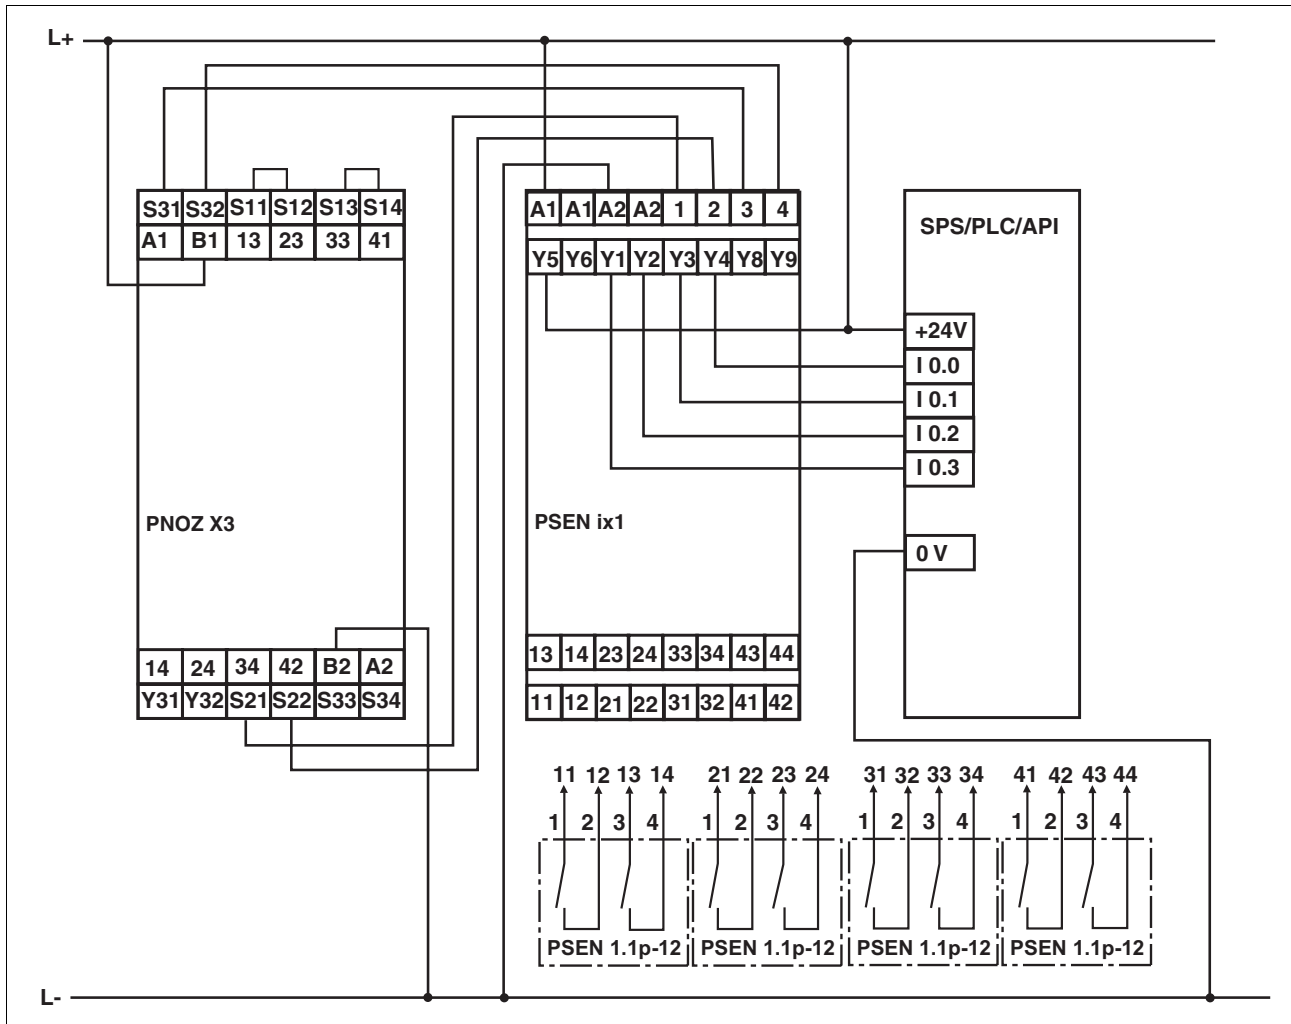 L+
S31 S32 S11 S12 S13 S14
A1 B1 13 23 33 41
PNOZ X3
14 24 34 42 B2 A2
Y31 Y32 S21 S22 S33 S34
A1 A1 A2 A2 1 2 3 4
Y5 Y6 Y1 Y2 Y3 Y4 Y8 Y9
PSEN ix1
13 14 23 24 33 34 43 44
11 12 21 22 31 32 41 42
SPS/PLC/API
+24V
I 0.0
I 0.1
I 0.2
I 0.3
0 V
11 12 13 14
1 2 3 4
PSEN 1.1p-12
21 22 23 24
1 2 3 4
PSEN 1.1p-12
31 32 33 34
1 2 3 4
PSEN 1.1p-12
41 42 43 44
1 2 3 4
PSEN 1.1p-12
L-